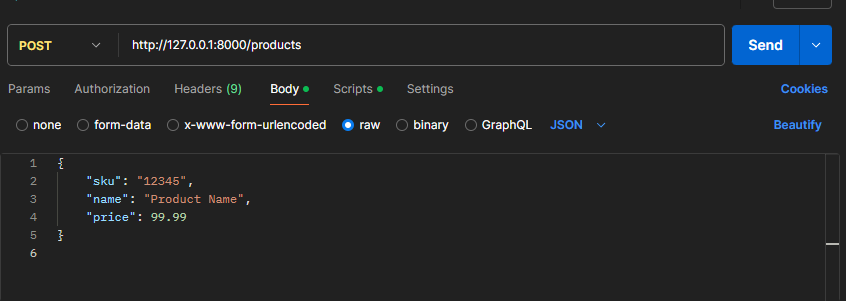 POST http://127.0.0.1:8000/products Send
Params Authorization Headers (9) Body Scripts Settings Cookies
none form-data x-www-form-urlencoded raw binary GraphQL JSON Beautify
1 {
2 "sku": "12345",
3 "name": "Product Name",
4 "price": 99.99
5 }
6